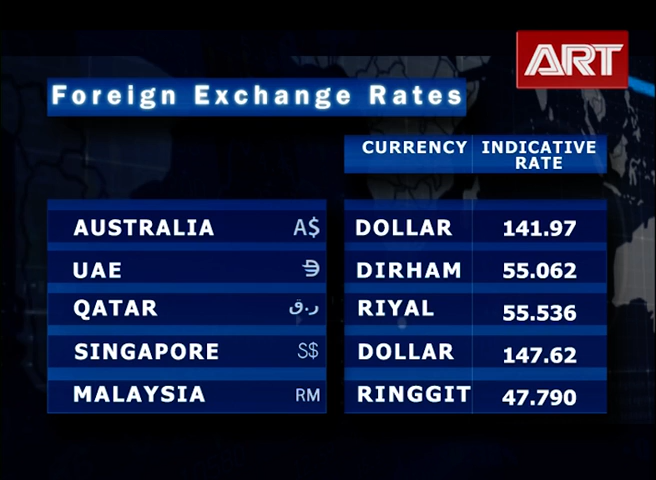 ART
Foreign Exchange Rates
CURRENCY INDICATIVE RATE
AUSTRALIA A$ DOLLAR 141.97
UAE DIRHAM 55.062
QATAR ر.ق RIYAL 55.536
SINGAPORE S$ DOLLAR 147.62
MALAYSIA RM RINGGIT 47.790